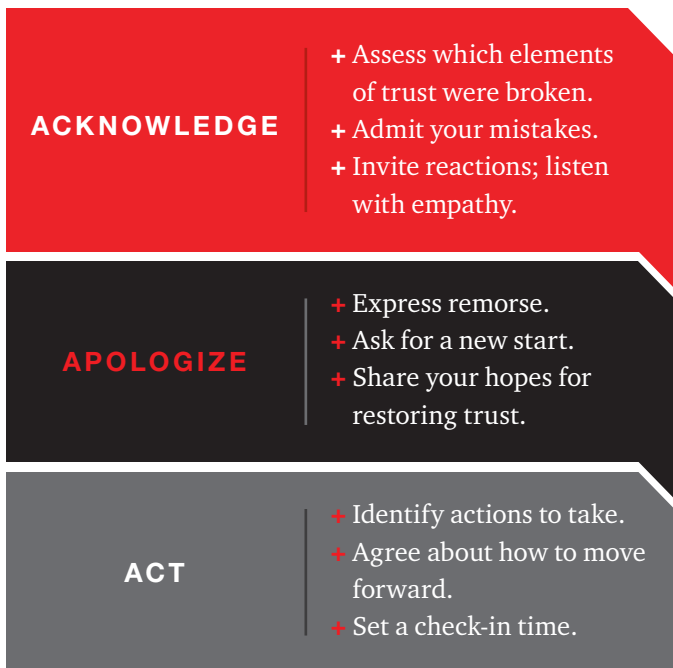 ACKNOWLEDGE
+ Assess which elements
of trust were broken.
+ Admit your mistakes.
+ Invite reactions; listen
with empathy.
APOLOGIZE
+ Express remorse.
+ Ask for a new start.
+ Share your hopes for
restoring trust.
ACT
+ Identify actions to take.
+ Agree about how to move
forward.
+ Set a check-in time.